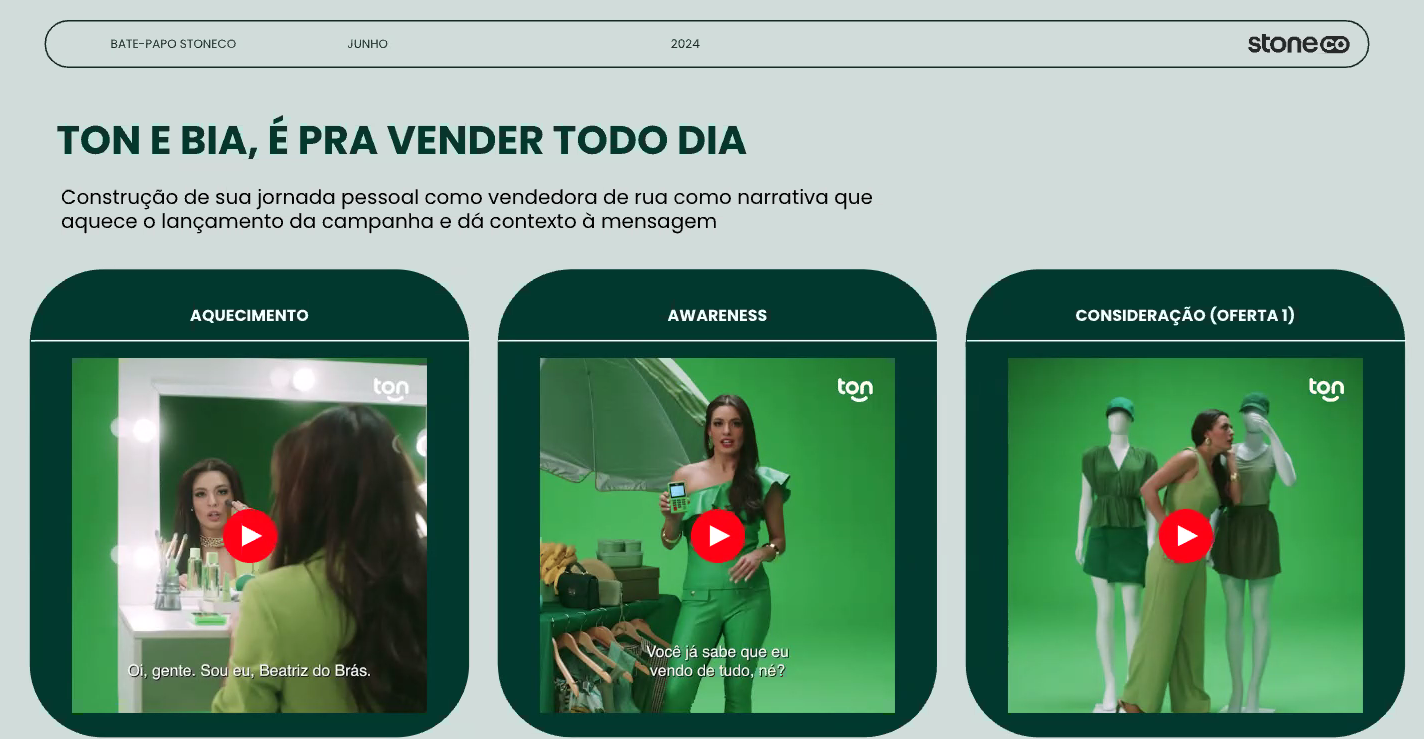 BATE-PAPO STONECO
JUNHO
2024
stoneco
TON E BIA, É PRA VENDER TODO DIA
Construção de sua jornada pessoal como vendedora de rua como narrativa que
aquece o lançamento da campanha e dá contexto à mensagem
AQUECIMENTO
AWARENESS
CONSIDERAÇÃO (OFERTA 1)
ton
ton
ton
Oi, gente. Sou eu, Beatriz do Brás.
Você já sabe que eu
vendo de tudo, né?